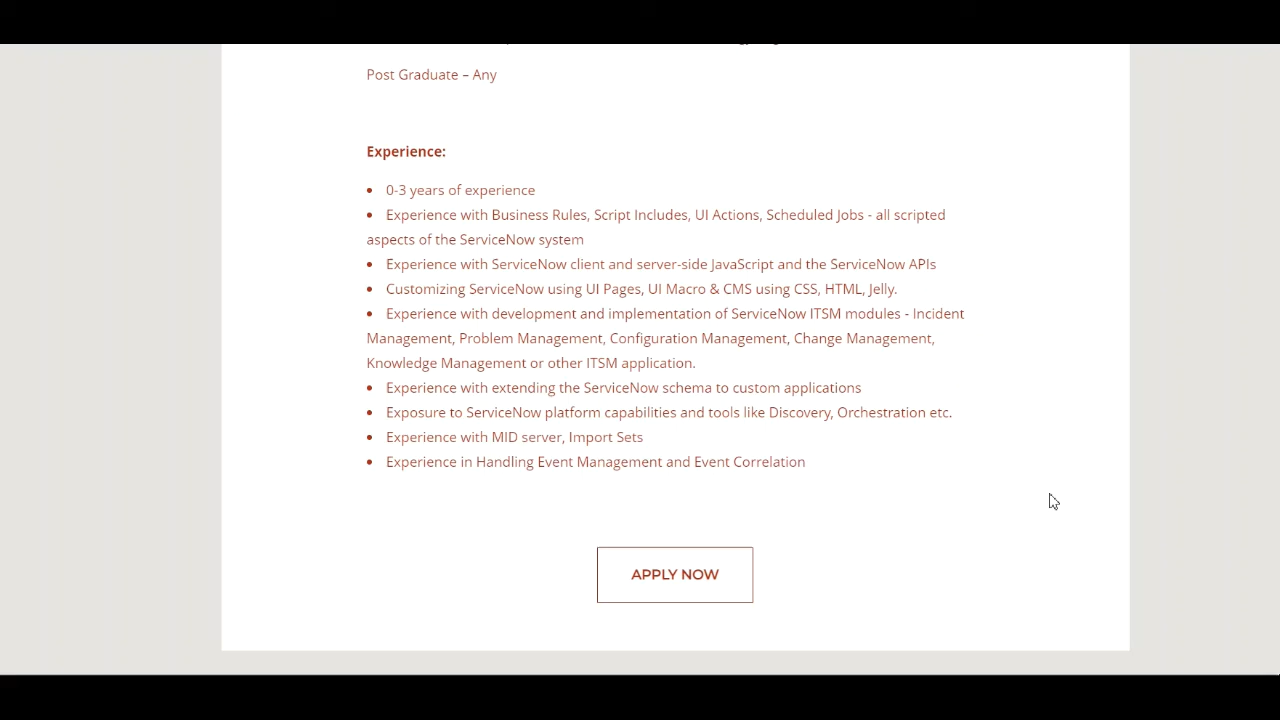 Post Graduate – Any
Experience:
• 0-3 years of experience
• Experience with Business Rules, Script Includes, UI Actions, Scheduled Jobs - all scripted
aspects of the ServiceNow system
• Experience with ServiceNow client and server-side JavaScript and the ServiceNow APIs
• Customizing ServiceNow using UI Pages, UI Macro & CMS using CSS, HTML, Jelly.
• Experience with development and implementation of ServiceNow ITSM modules - Incident
Management, Problem Management, Configuration Management, Change Management,
Knowledge Management or other ITSM application.
• Experience with extending the ServiceNow schema to custom applications
• Exposure to ServiceNow platform capabilities and tools like Discovery, Orchestration etc.
• Experience with MID server, Import Sets
• Experience in Handling Event Management and Event Correlation
APPLY NOW